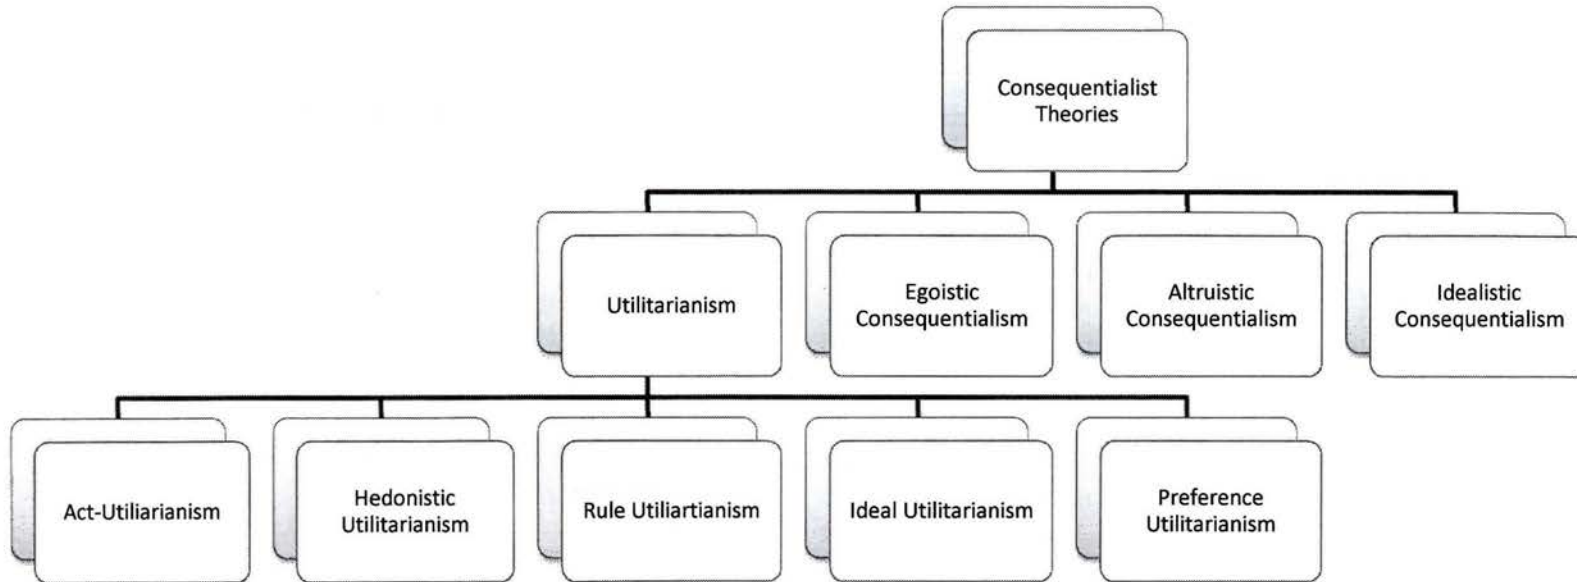 Consequentialist
Theories
Utilitarianism
Egoistic
Consequentialism
Altruistic
Consequentialism
Idealistic
Consequentialism
Act-Utiliarianism
Hedonistic
Utilitarianism
Rule Utiliartianism
Ideal Utilitarianism
Preference
Utilitarianism